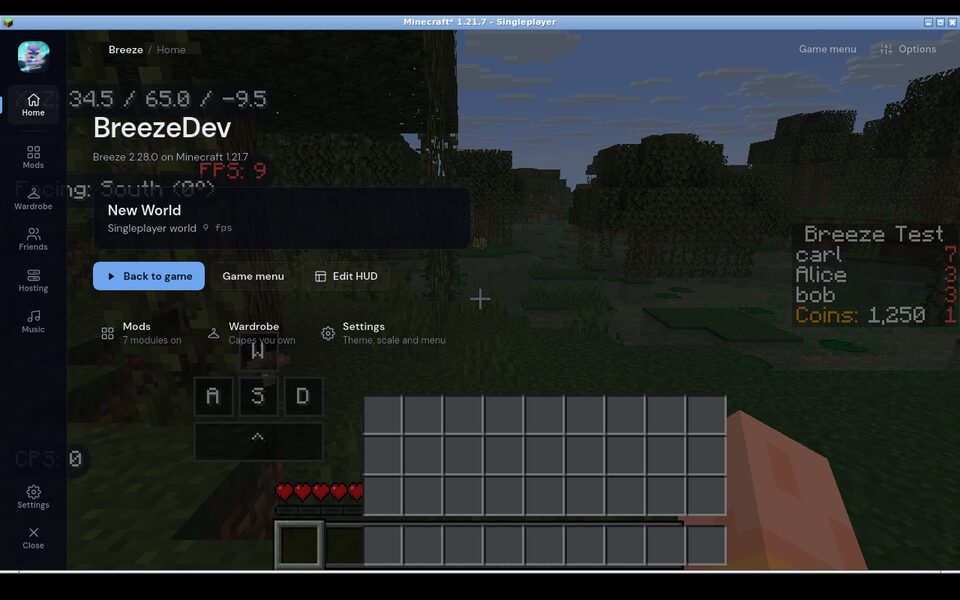 Minecraft* 1.21.7 - Singleplayer
Breeze / Home
Game menu
Options
34.5 / 65.0 / -9.5
BreezeDev
Breeze 2.28.0 on Minecraft 1.21.7
FPS: 9
Facing: South (0°)
New World
Singleplayer world 9 fps
Back to game
Game menu
Edit HUD
Mods
7 modules on
Wardrobe
Capes you own
Settings
Theme, scale and menu
Home
Mods
Wardrobe
Friends
Hosting
Music
Settings
Close
Breeze Test
carl 7
Alice 3
bob 3
Coins: 1,250 1
W
A S D
^
CPS: 0